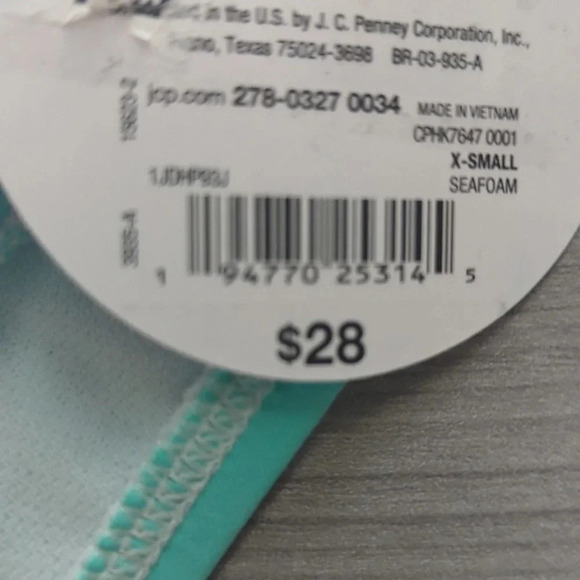 in the U.S. by J. C. Penney Corporation, Inc.,
Texas 75024-3698 BR-03-935-A
jcp.com 278-0327 0034 MADE IN VIETNAM
CPHK7647 0001
X-SMALL
SEAFOAM
1 94770 25314 5
$28